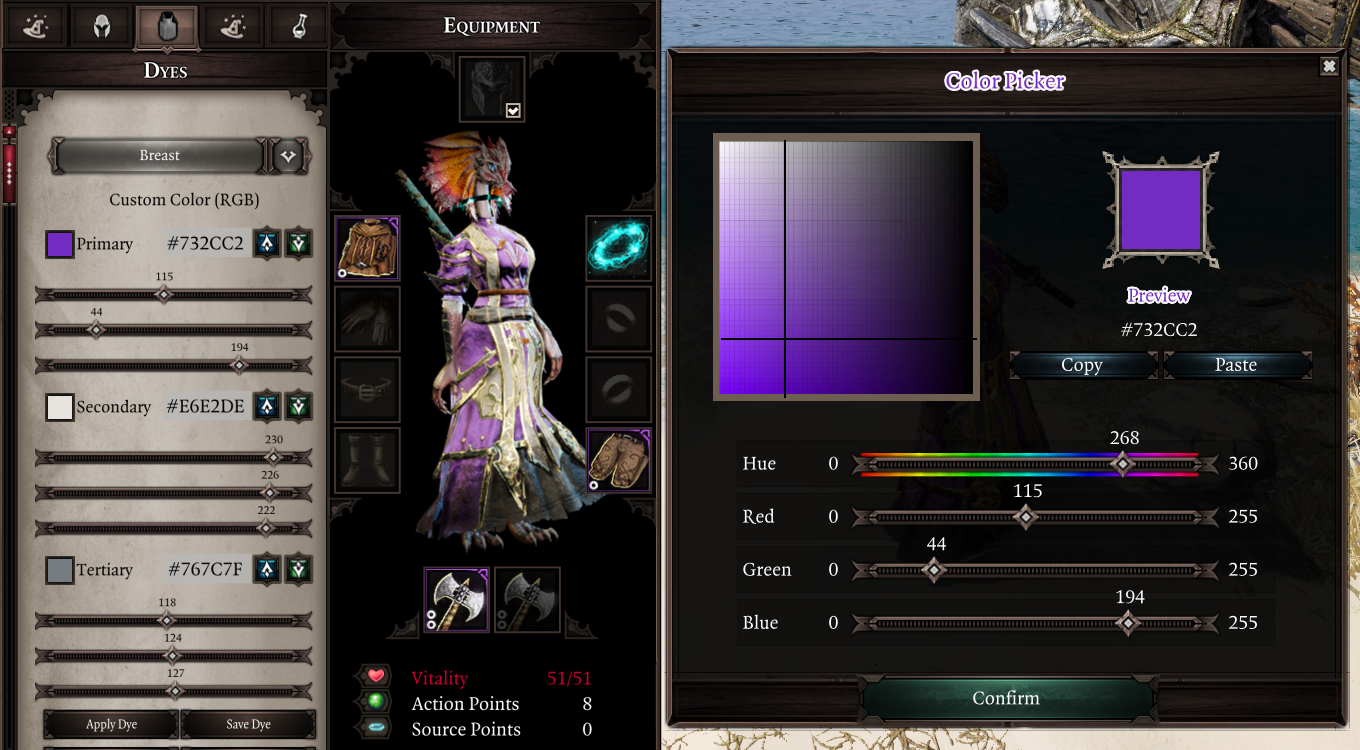 Dyes
Breast
Custom Color (RGB)
Primary #732CC2
115
44
194
Secondary #E6E2DE
230
226
222
Tertiary #767C7F
118
124
127
Apply Dye Save Dye
Equipment
Vitality 51/51
Action Points 8
Source Points 0
Color Picker
Preview
#732CC2
Copy Paste
268
Hue 0 360
115
Red 0 255
44
Green 0 255
194
Blue 0 255
Confirm